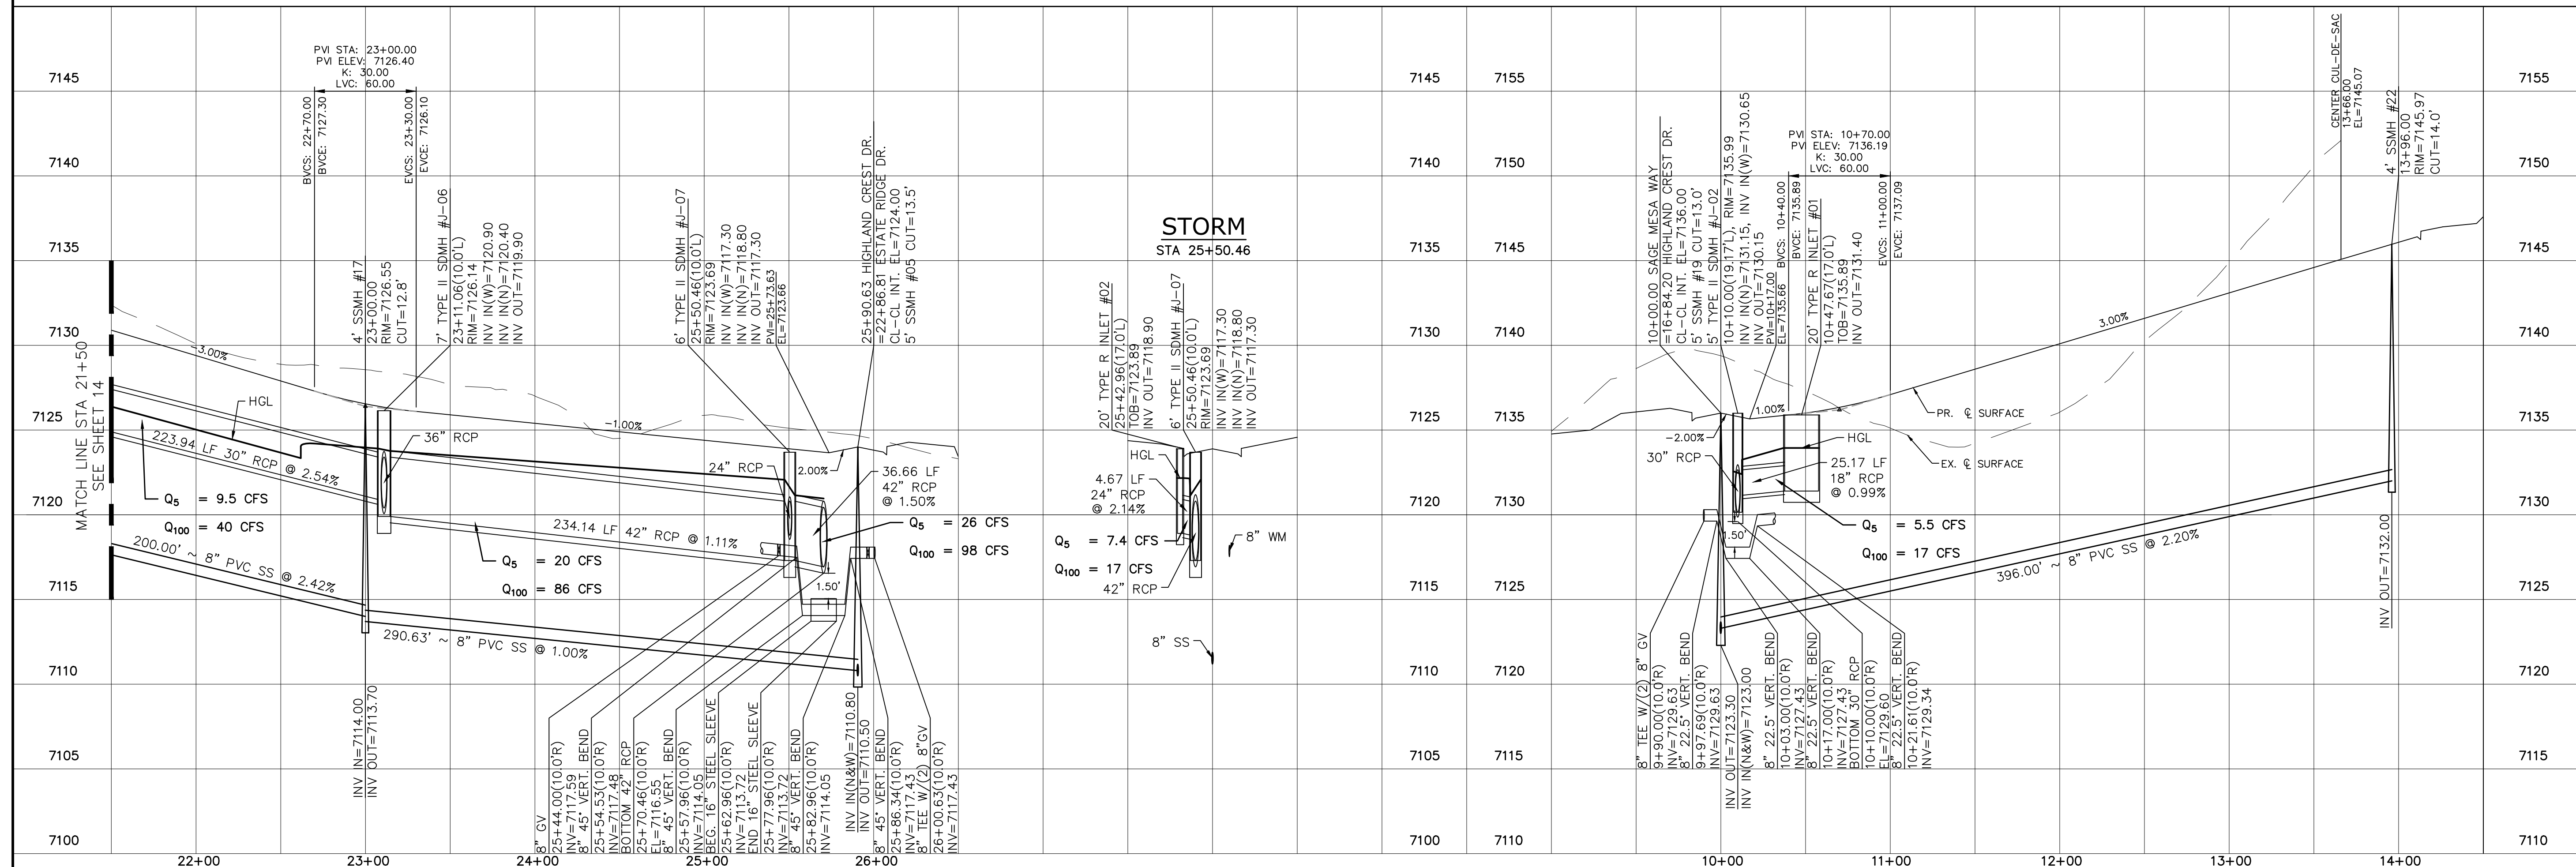 PVI STA: 23+00.00
PVI ELEV: 7126.40
K: 30.00
LVC: 60.00
BVCS: 22+70.00
BVCE: 7127.30
EVCS: 23+30.00
EVCE: 7126.10
7145
7140
7135
7130
7125
7120
7115
7110
7105
7100
MATCH LINE STA 21+50
SEE SHEET 14
4' SSMH #17
23+00.00
RIM=7126.55
CUT=12.8'
7' TYPE II SDMH #J-06
23+11.06(10.0'L)
RIM=7126.14
INV IN(W)=7120.90
INV IN(N)=7120.40
INV OUT=7119.90
6' TYPE II SDMH #J-07
25+50.46(10.0'L)
RIM=7123.69
INV IN(W)=7117.30
INV IN(N)=7118.80
INV OUT=7117.30
PVI=25+73.63
EL=7123.66
25+90.63 HIGHLAND CREST DR.
=22+86.81 ESTATE RIDGE DR.
CL-CL INT. EL=7124.00
5' SSMH #05 CUT=13.5'
-3.00%
-1.00%
2.00%
HGL
36" RCP
24" RCP
223.94 LF 30" RCP @ 2.54%
Q5 = 9.5 CFS
Q100 = 40 CFS
200.00' ~ 8" PVC SS @ 2.42%
234.14 LF 42" RCP @ 1.11%
Q5 = 20 CFS
Q100 = 86 CFS
36.66 LF
42" RCP
@ 1.50%
Q5 = 26 CFS
Q100 = 98 CFS
1.50'
290.63' ~ 8" PVC SS @ 1.00%
INV IN=7114.00
INV OUT=7113.70
8" GV
25+44.00(10.0'R)
INV=7117.59
8" 45° VERT. BEND
25+54.53(10.0'R)
INV=7117.48
BOTTOM 42" RCP
25+70.46(10.0'R)
EL=7116.55
8" 45° VERT. BEND
25+57.96(10.0'R)
INV=7114.05
BEG. 16" STEEL SLEEVE
25+62.96(10.0'R)
INV=7113.72
END 16" STEEL SLEEVE
25+77.96(10.0'R)
INV=7113.72
8" 45° VERT. BEND
25+82.96(10.0'R)
INV=7114.05
INV IN(N&W)=7110.80
INV OUT=7110.50
8" 45° VERT. BEND
25+86.34(10.0'R)
INV=7117.43
8" TEE W/(2) 8"GV
26+00.63(10.0'R)
INV=7117.43
22+00
23+00
24+00
25+00
26+00
STORM
STA 25+50.46
20' TYPE R INLET #02
25+42.96(17.0'L)
TOB=7123.89
INV OUT=7118.90
6' TYPE II SDMH #J-07
25+50.46(10.0'L)
RIM=7123.69
INV IN(W)=7117.30
INV IN(N)=7118.80
INV OUT=7117.30
HGL
4.67 LF
24" RCP
@ 2.14%
Q5 = 7.4 CFS
Q100 = 17 CFS
42" RCP
8" WM
8" SS
7145
7140
7135
7130
7125
7120
7115
7110
7105
7100
7155
7150
7145
7140
7135
7130
7125
7120
7115
7110
10+00.00 SAGE MESA WAY
=16+84.20 HIGHLAND CREST DR.
CL-CL INT. EL=7136.00
5' SSMH #19 CUT=13.0'
5' TYPE II SDMH #J-02
10+10.00(19.17'L), RIM=7135.99
INV IN(N)=7131.15, INV IN(W)=7130.65
INV OUT=7130.15
PVI=10+17.00
EL=7135.66
PVI STA: 10+70.00
PVI ELEV: 7136.19
K: 30.00
LVC: 60.00
BVCS: 10+40.00
BVCE: 7135.89
20' TYPE R INLET #01
10+47.67(17.0'L)
TOB=7135.89
INV OUT=7131.40
EVCS: 11+00.00
EVCE: 7137.09
CENTER CUL-DE-SAC
13+66.00
EL=7145.07
4' SSMH #22
13+96.00
RIM=7145.97
CUT=14.0'
-2.00%
1.00%
3.00%
PR. ℄ SURFACE
EX. ℄ SURFACE
HGL
30" RCP
25.17 LF
18" RCP
@ 0.99%
Q5 = 5.5 CFS
Q100 = 17 CFS
1.50'
396.00' ~ 8" PVC SS @ 2.20%
INV OUT=7132.00
8" TEE W/(2) 8" GV
9+90.00(10.0'R)
INV=7129.63
8" 22.5° VERT. BEND
9+97.69(10.0'R)
INV=7129.63
INV OUT=7123.30
INV IN(N&W)=7123.00
8" 22.5° VERT. BEND
10+03.00(10.0'R)
INV=7127.43
8" 22.5° VERT. BEND
10+17.00(10.0'R)
INV=7127.43
BOTTOM 30" RCP
10+10.00(10.0'R)
EL=7129.60
8" 22.5° VERT. BEND
10+21.61(10.0'R)
INV=7129.34
10+00
11+00
12+00
13+00
14+00
7155
7150
7145
7140
7135
7130
7125
7120
7115
7110